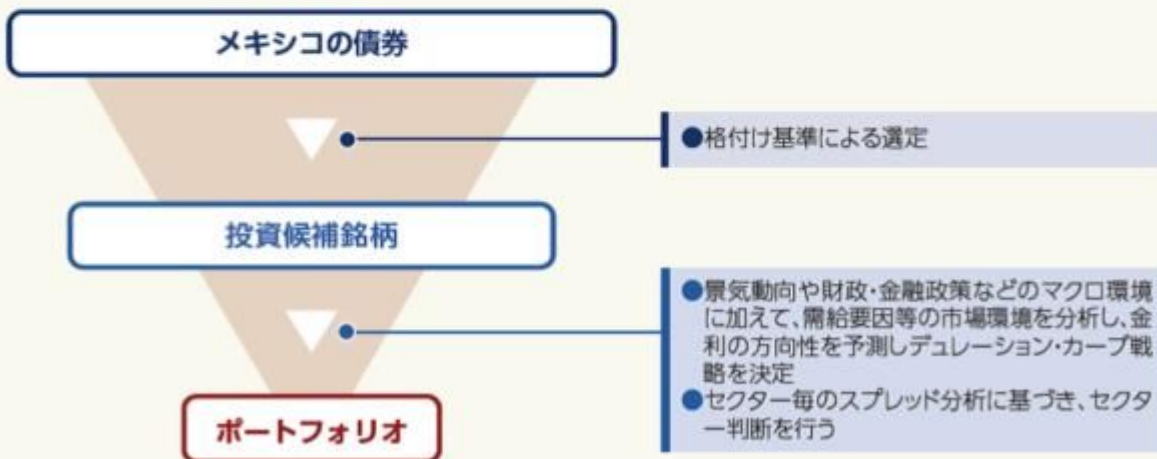 メキシコの債券
●格付け基準による選定
投資候補銘柄
●景気動向や財政・金融政策などのマクロ環境
に加えて、需給要因等の市場環境を分析し、金
利の方向性を予測しデュレーション・カーブ戦
略を決定
●セクター毎のスプレッド分析に基づき、セクタ
ー判断を行う
ポートフォリオ